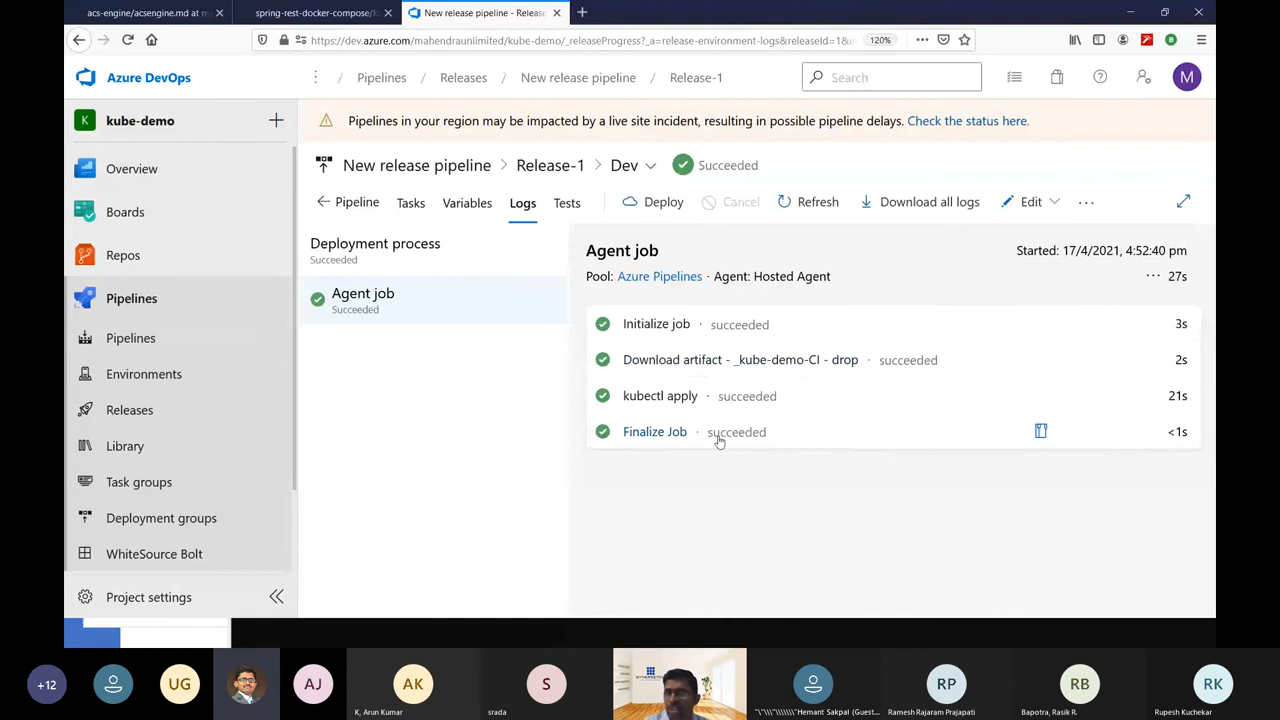 acs-engine/acsengine.md at m
spring-rest-docker-compose/k
New release pipeline - Releas
https://dev.azure.com/mahendraunlimited/kube-demo/_releaseProgress?_a=release-environment-logs&releaseId=1&
120%
Azure DevOps
/ Pipelines / Releases / New release pipeline / Release-1
Search
M
K kube-demo
Pipelines in your region may be impacted by a live site incident, resulting in possible pipeline delays. Check the status here.
Overview
Boards
Repos
Pipelines
Pipelines
Environments
Releases
Library
Task groups
Deployment groups
WhiteSource Bolt
Project settings
New release pipeline > Release-1 > Dev Succeeded
Pipeline Tasks Variables Logs Tests Deploy Cancel Refresh Download all logs Edit
Deployment process
Succeeded
Agent job
Succeeded
Agent job
Started: 17/4/2021, 4:52:40 pm
Pool: Azure Pipelines · Agent: Hosted Agent
27s
Initialize job · succeeded 3s
Download artifact - _kube-demo-CI - drop · succeeded 2s
kubectl apply · succeeded 21s
Finalize Job · succeeded <1s
+12
UG
AJ
AK
K, Arun Kumar
S
srada
"\"\\\"\\\\\\\"Hemant Sakpal (Guest...
RP
Ramesh Rajaram Prajapati
RB
Bapotra, Rasik R.
RK
Rupesh Kuchekar